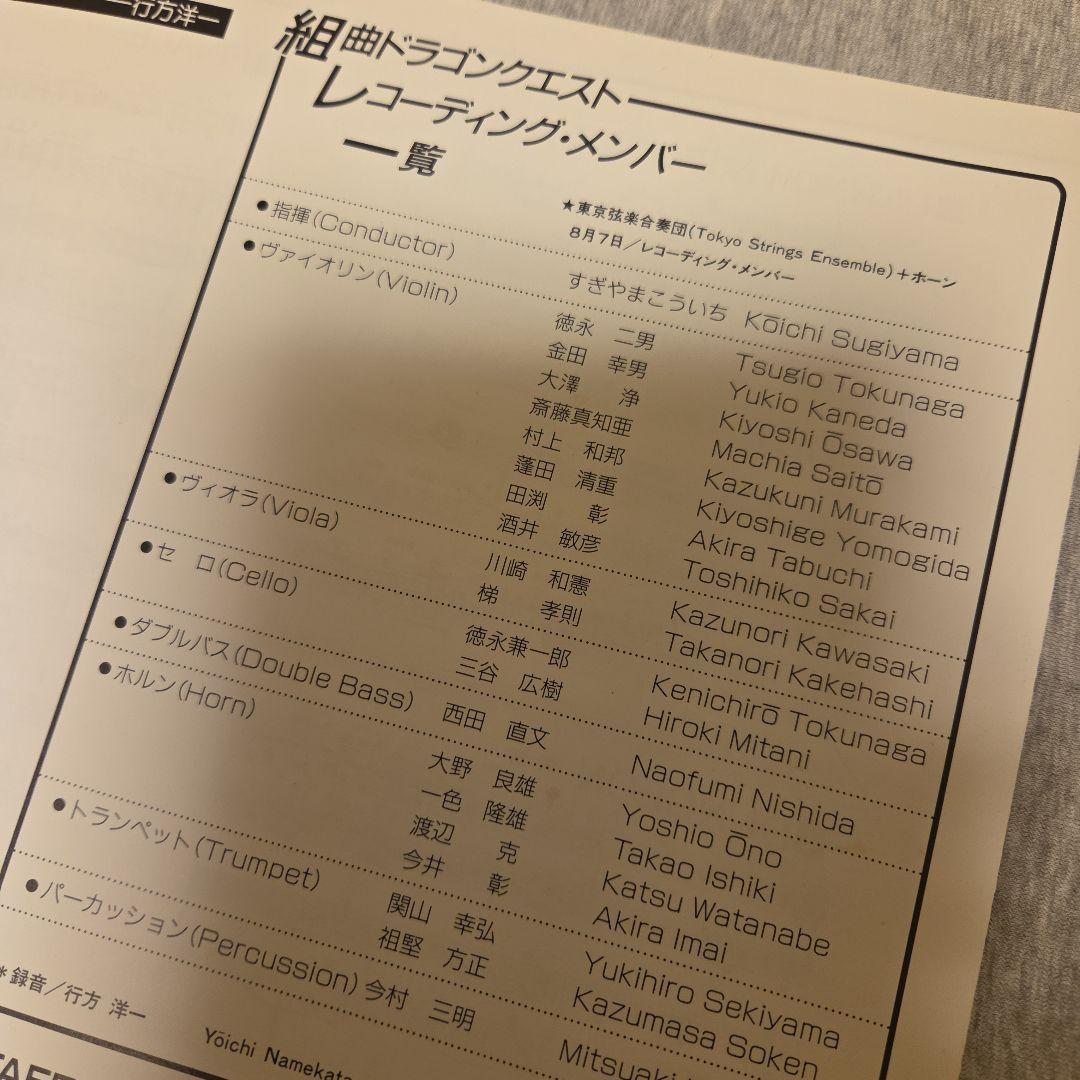 ―行方洋一
組曲ドラゴンクエスト
レコーディング・メンバー
一覧
★東京弦楽合奏団(Tokyo Strings Ensemble)+ホーン
8月7日/レコーディング・メンバー
●指揮(Conductor) すぎやまこういち Kōichi Sugiyama
●ヴァイオリン(Violin) 徳永 二男 Tsugio Tokunaga
金田 幸男 Yukio Kaneda
大澤 浄 Kiyoshi Ōsawa
斎藤真知亜 Machia Saitō
村上 和邦 Kazukuni Murakami
蓬田 清重 Kiyoshige Yomogida
田渕 彰 Akira Tabuchi
酒井 敏彦 Toshihiko Sakai
●ヴィオラ(Viola) 川崎 和憲 Kazunori Kawasaki
梯 孝則 Takanori Kakehashi
●セ ロ(Cello) 徳永兼一郎 Kenichirō Tokunaga
三谷 広樹 Hiroki Mitani
●ダブルバス(Double Bass) 西田 直文 Naofumi Nishida
●ホルン(Horn) 大野 良雄 Yoshio Ōno
一色 隆雄 Takao Ishiki
渡辺 克 Katsu Watanabe
今井 彰 Akira Imai
●トランペット(Trumpet) 関山 幸弘 Yukihiro Sekiyama
祖堅 方正 Kazumasa Soken
●パーカッション(Percussion) 今村 三明 Mitsuaki
*録音/行方 洋一 Yōichi Namekata